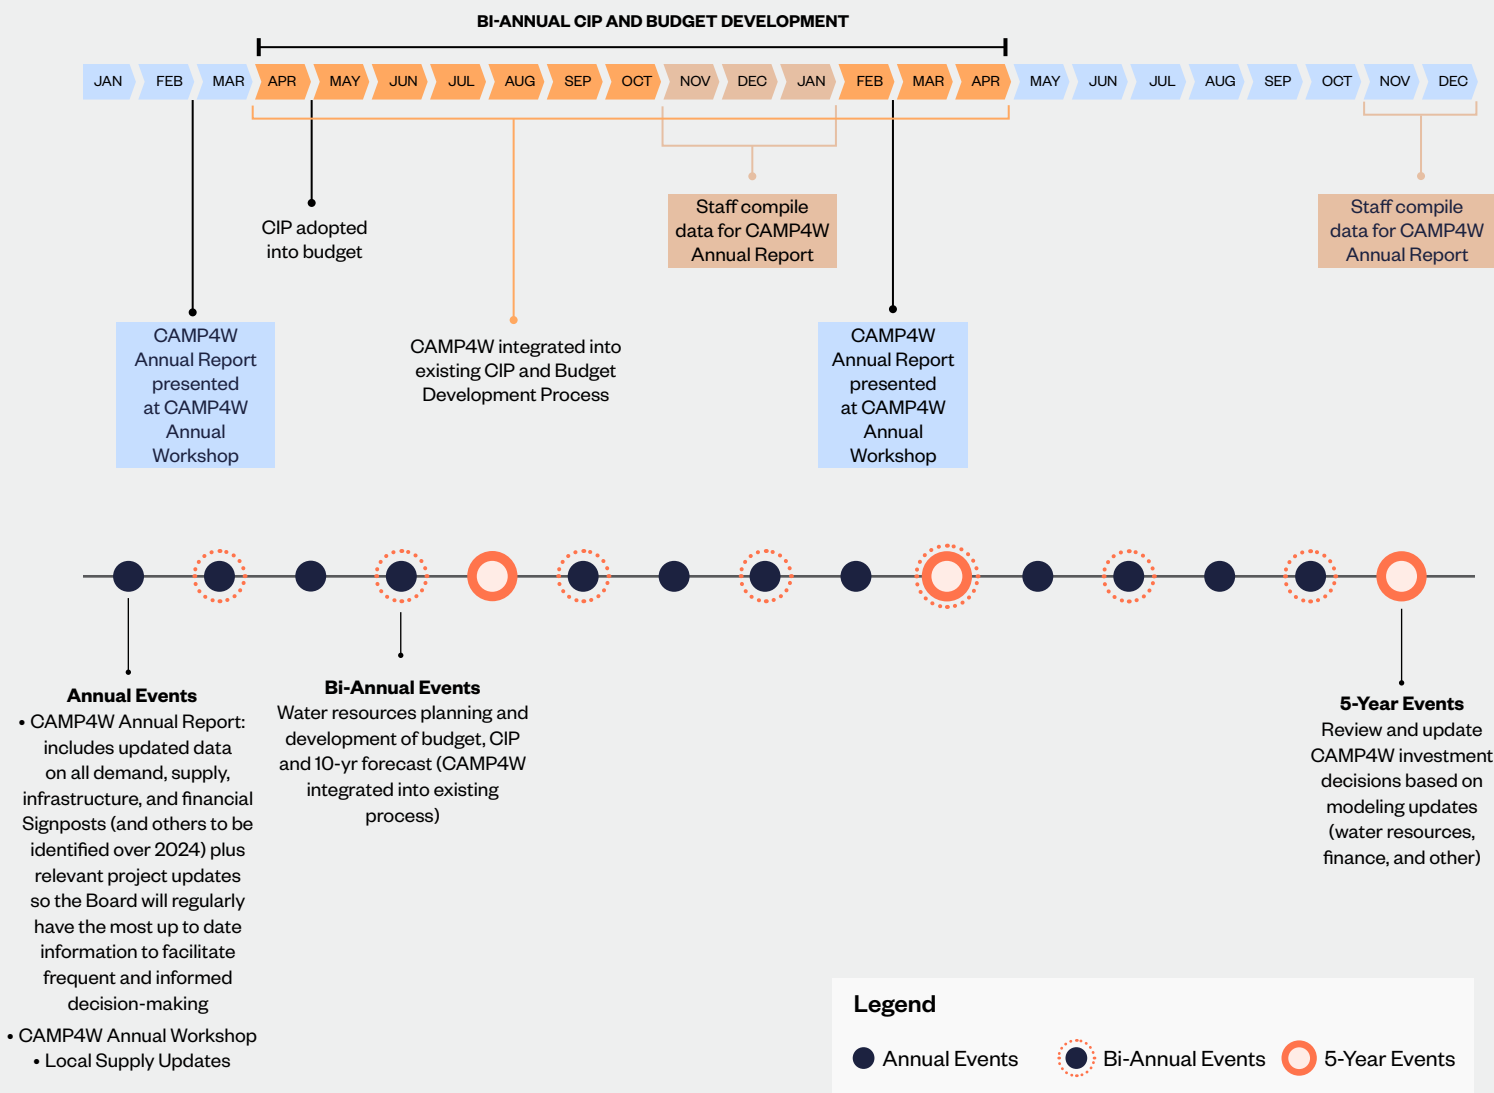 BI-ANNUAL CIP AND BUDGET DEVELOPMENT
JAN FEB MAR APR MAY JUN JUL AUG SEP OCT NOV DEC JAN FEB MAR APR MAY JUN JUL AUG SEP OCT NOV DEC
CIP adopted
into budget
Staff compile
data for CAMP4W
Annual Report
Staff compile
data for CAMP4W
Annual Report
CAMP4W
Annual Report
presented
at CAMP4W
Annual
Workshop
CAMP4W integrated into
existing CIP and Budget
Development Process
CAMP4W
Annual Report
presented
at CAMP4W
Annual
Workshop
Annual Events
• CAMP4W Annual Report:
includes updated data
on all demand, supply,
infrastructure, and financial
Signposts (and others to be
identified over 2024) plus
relevant project updates
so the Board will regularly
have the most up to date
information to facilitate
frequent and informed
decision-making
• CAMP4W Annual Workshop
• Local Supply Updates
Bi-Annual Events
Water resources planning and
development of budget, CIP
and 10-yr forecast (CAMP4W
integrated into existing
process)
5-Year Events
Review and update
CAMP4W investment
decisions based on
modeling updates
(water resources,
finance, and other)
Legend
Annual Events Bi-Annual Events 5-Year Events